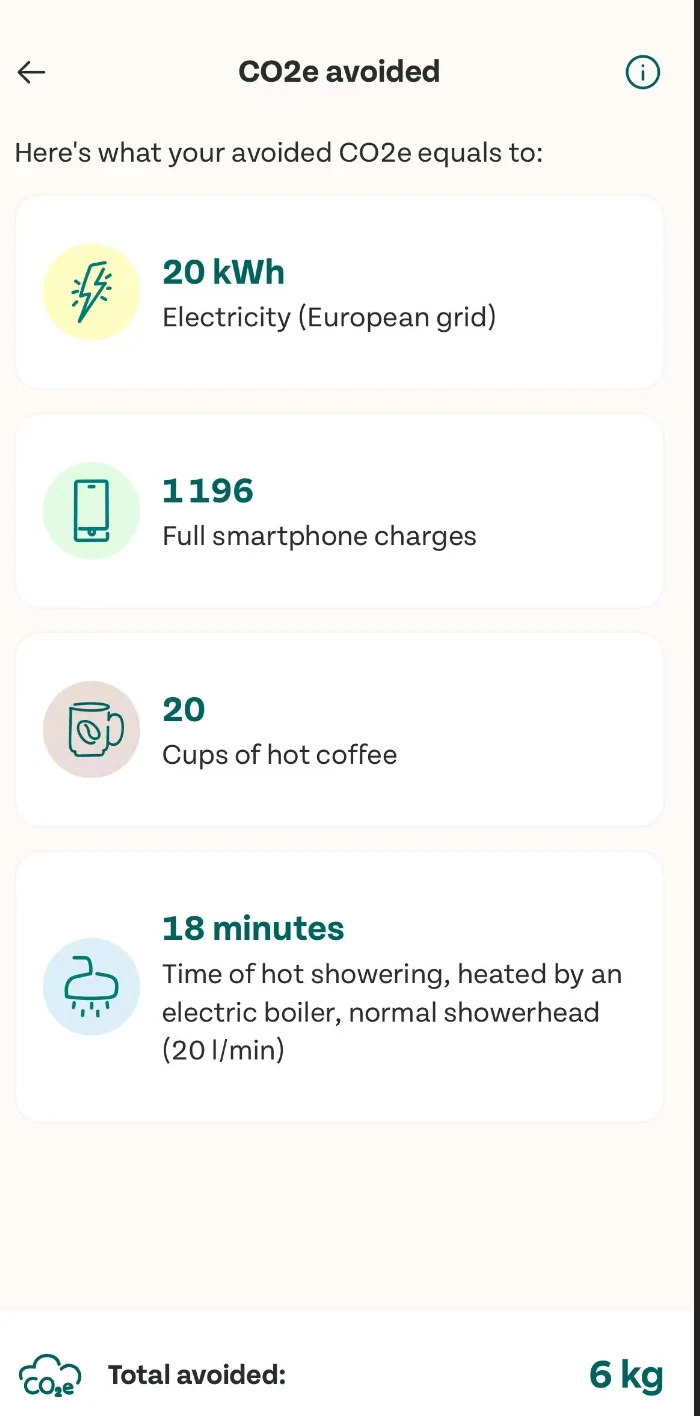 CO2e avoided
Here's what your avoided CO2e equals to:
20 kWh
Electricity (European grid)
1 196
Full smartphone charges
20
Cups of hot coffee
18 minutes
Time of hot showering, heated by an
electric boiler, normal showerhead
(20 l/min)
CO₂e
Total avoided:
6 kg